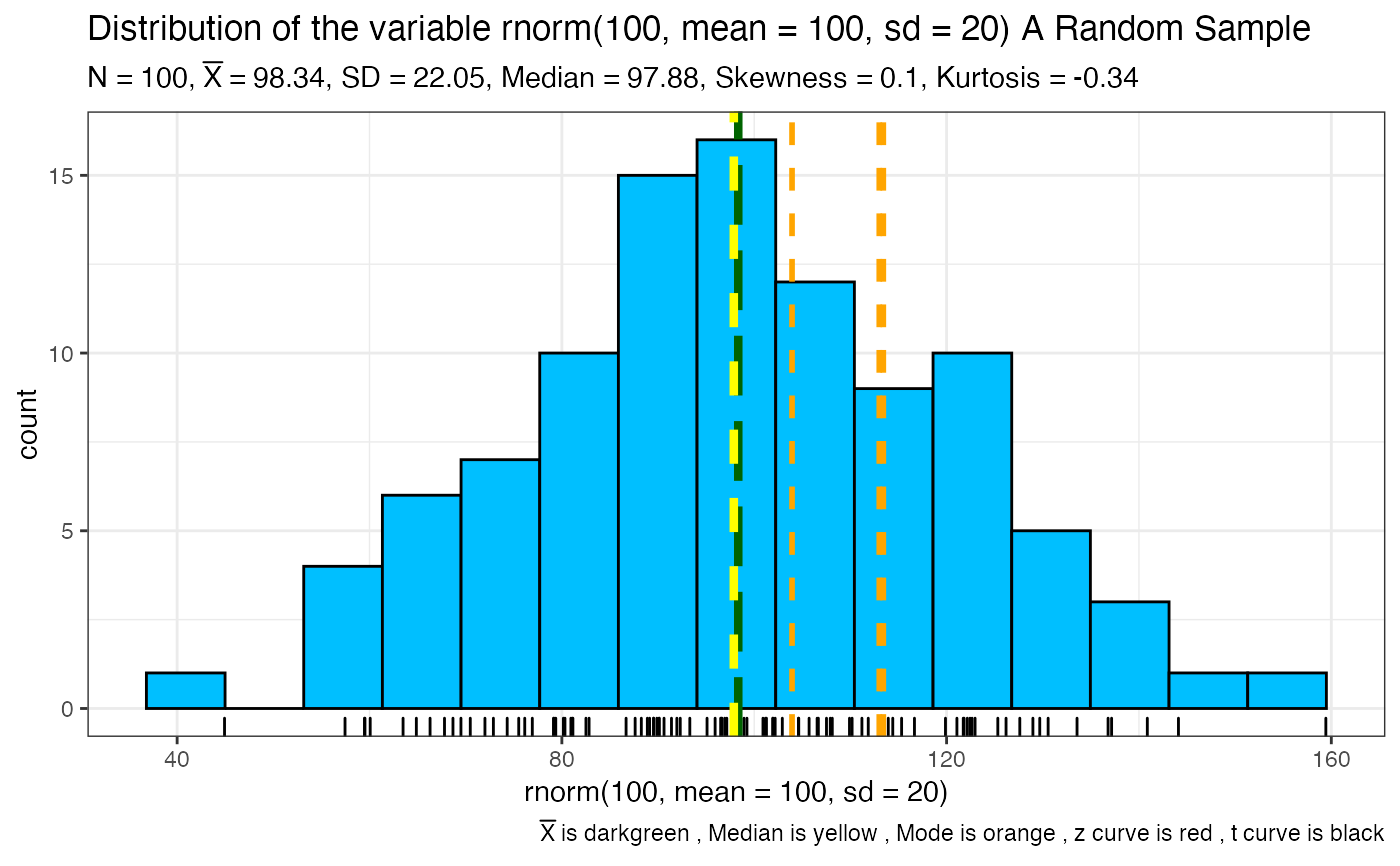 Distribution of the variable rnorm(100, mean = 100, sd = 20) A Random Sample
N = 100, X̅ = 98.34, SD = 22.05, Median = 97.88, Skewness = 0.1, Kurtosis = -0.34
15
10
5
0
count
40 80 120 160
rnorm(100, mean = 100, sd = 20)
X̅ is darkgreen , Median is yellow , Mode is orange , z curve is red , t curve is black